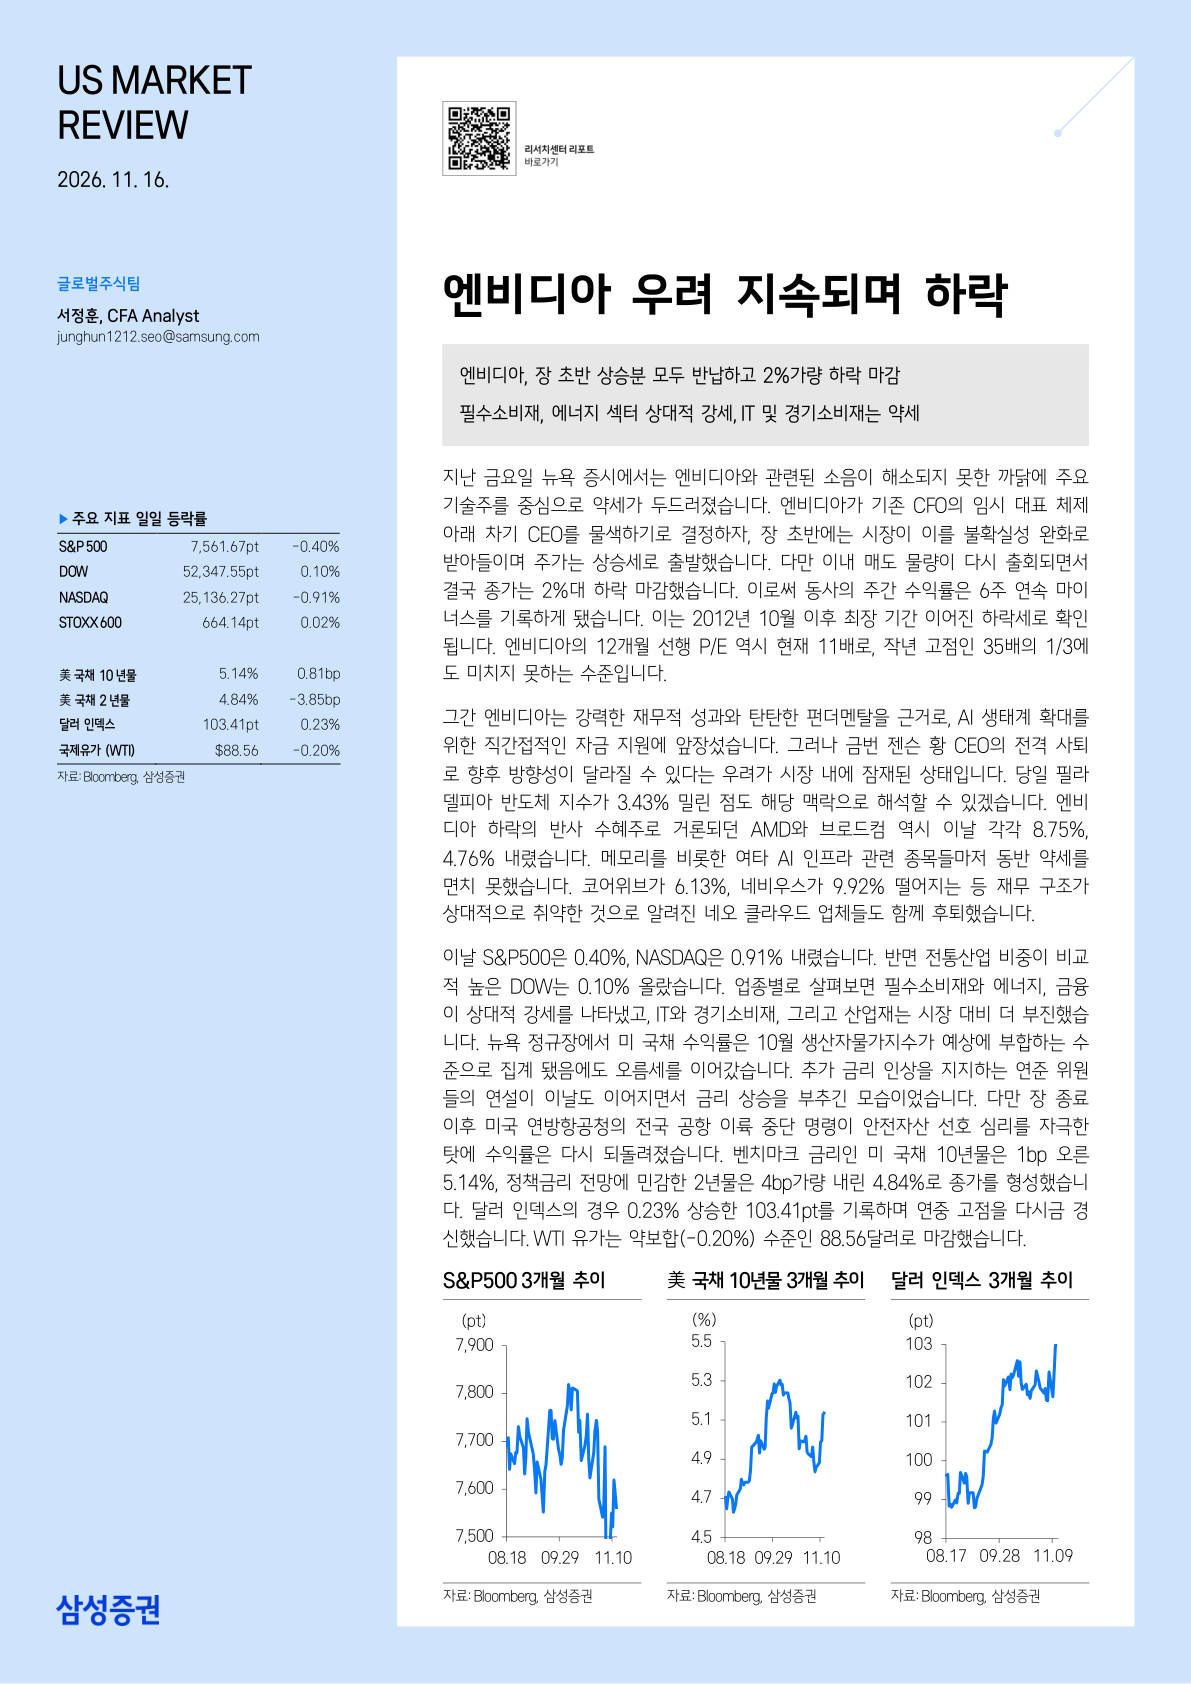 US MARKET
REVIEW
2026. 11. 16.
글로벌주식팀
서정훈, CFA Analyst
junghun1212.seo@samsung.com
▶ 주요 지표 일일 등락률
S&P 500 7,561.67pt -0.40%
DOW 52,347.55pt 0.10%
NASDAQ 25,136.27pt -0.91%
STOXX 600 664.14pt 0.02%
美 국채 10년물 5.14% 0.81bp
美 국채 2년물 4.84% -3.85bp
달러 인덱스 103.41pt 0.23%
국제유가 (WTI) $88.56 -0.20%
자료: Bloomberg, 삼성증권
삼성증권
리서치센터 리포트
바로가기
엔비디아 우려 지속되며 하락
엔비디아, 장 초반 상승분 모두 반납하고 2%가량 하락 마감
필수소비재, 에너지 섹터 상대적 강세, IT 및 경기소비재는 약세
지난 금요일 뉴욕 증시에서는 엔비디아와 관련된 소음이 해소되지 못한 까닭에 주요
기술주를 중심으로 약세가 두드러졌습니다. 엔비디아가 기존 CFO의 임시 대표 체제
아래 차기 CEO를 물색하기로 결정하자, 장 초반에는 시장이 이를 불확실성 완화로
받아들이며 주가는 상승세로 출발했습니다. 다만 이내 매도 물량이 다시 출회되면서
결국 종가는 2%대 하락 마감했습니다. 이로써 동사의 주간 수익률은 6주 연속 마이
너스를 기록하게 됐습니다. 이는 2012년 10월 이후 최장 기간 이어진 하락세로 확인
됩니다. 엔비디아의 12개월 선행 P/E 역시 현재 11배로, 작년 고점인 35배의 1/3에
도 미치지 못하는 수준입니다.
그간 엔비디아는 강력한 재무적 성과와 탄탄한 펀더멘탈을 근거로, AI 생태계 확대를
위한 직간접적인 자금 지원에 앞장섰습니다. 그러나 금번 젠슨 황 CEO의 전격 사퇴
로 향후 방향성이 달라질 수 있다는 우려가 시장 내에 잠재된 상태입니다. 당일 필라
델피아 반도체 지수가 3.43% 밀린 점도 해당 맥락으로 해석할 수 있겠습니다. 엔비
디아 하락의 반사 수혜주로 거론되던 AMD와 브로드컴 역시 이날 각각 8.75%,
4.76% 내렸습니다. 메모리를 비롯한 여타 AI 인프라 관련 종목들마저 동반 약세를
면치 못했습니다. 코어위브가 6.13%, 네비우스가 9.92% 떨어지는 등 재무 구조가
상대적으로 취약한 것으로 알려진 네오 클라우드 업체들도 함께 후퇴했습니다.
이날 S&P500은 0.40%, NASDAQ은 0.91% 내렸습니다. 반면 전통산업 비중이 비교
적 높은 DOW는 0.10% 올랐습니다. 업종별로 살펴보면 필수소비재와 에너지, 금융
이 상대적 강세를 나타냈고, IT와 경기소비재, 그리고 산업재는 시장 대비 더 부진했습
니다. 뉴욕 정규장에서 미 국채 수익률은 10월 생산자물가지수가 예상에 부합하는 수
준으로 집계 됐음에도 오름세를 이어갔습니다. 추가 금리 인상을 지지하는 연준 위원
들의 연설이 이날도 이어지면서 금리 상승을 부추긴 모습이었습니다. 다만 장 종료
이후 미국 연방항공청의 전국 공항 이륙 중단 명령이 안전자산 선호 심리를 자극한
탓에 수익률은 다시 되돌려졌습니다. 벤치마크 금리인 미 국채 10년물은 1bp 오른
5.14%, 정책금리 전망에 민감한 2년물은 4bp가량 내린 4.84%로 종가를 형성했습니
다. 달러 인덱스의 경우 0.23% 상승한 103.41pt를 기록하며 연중 고점을 다시금 경
신했습니다. WTI 유가는 약보합(-0.20%) 수준인 88.56달러로 마감했습니다.
S&P500 3개월 추이
(pt)
7,900
7,800
7,700
7,600
7,500
08.18 09.29 11.10
자료: Bloomberg, 삼성증권
美 국채 10년물 3개월 추이
(%)
5.5
5.3
5.1
4.9
4.7
4.5
08.18 09.29 11.10
자료: Bloomberg, 삼성증권
달러 인덱스 3개월 추이
(pt)
103
102
101
100
99
98
08.17 09.28 11.09
자료: Bloomberg, 삼성증권